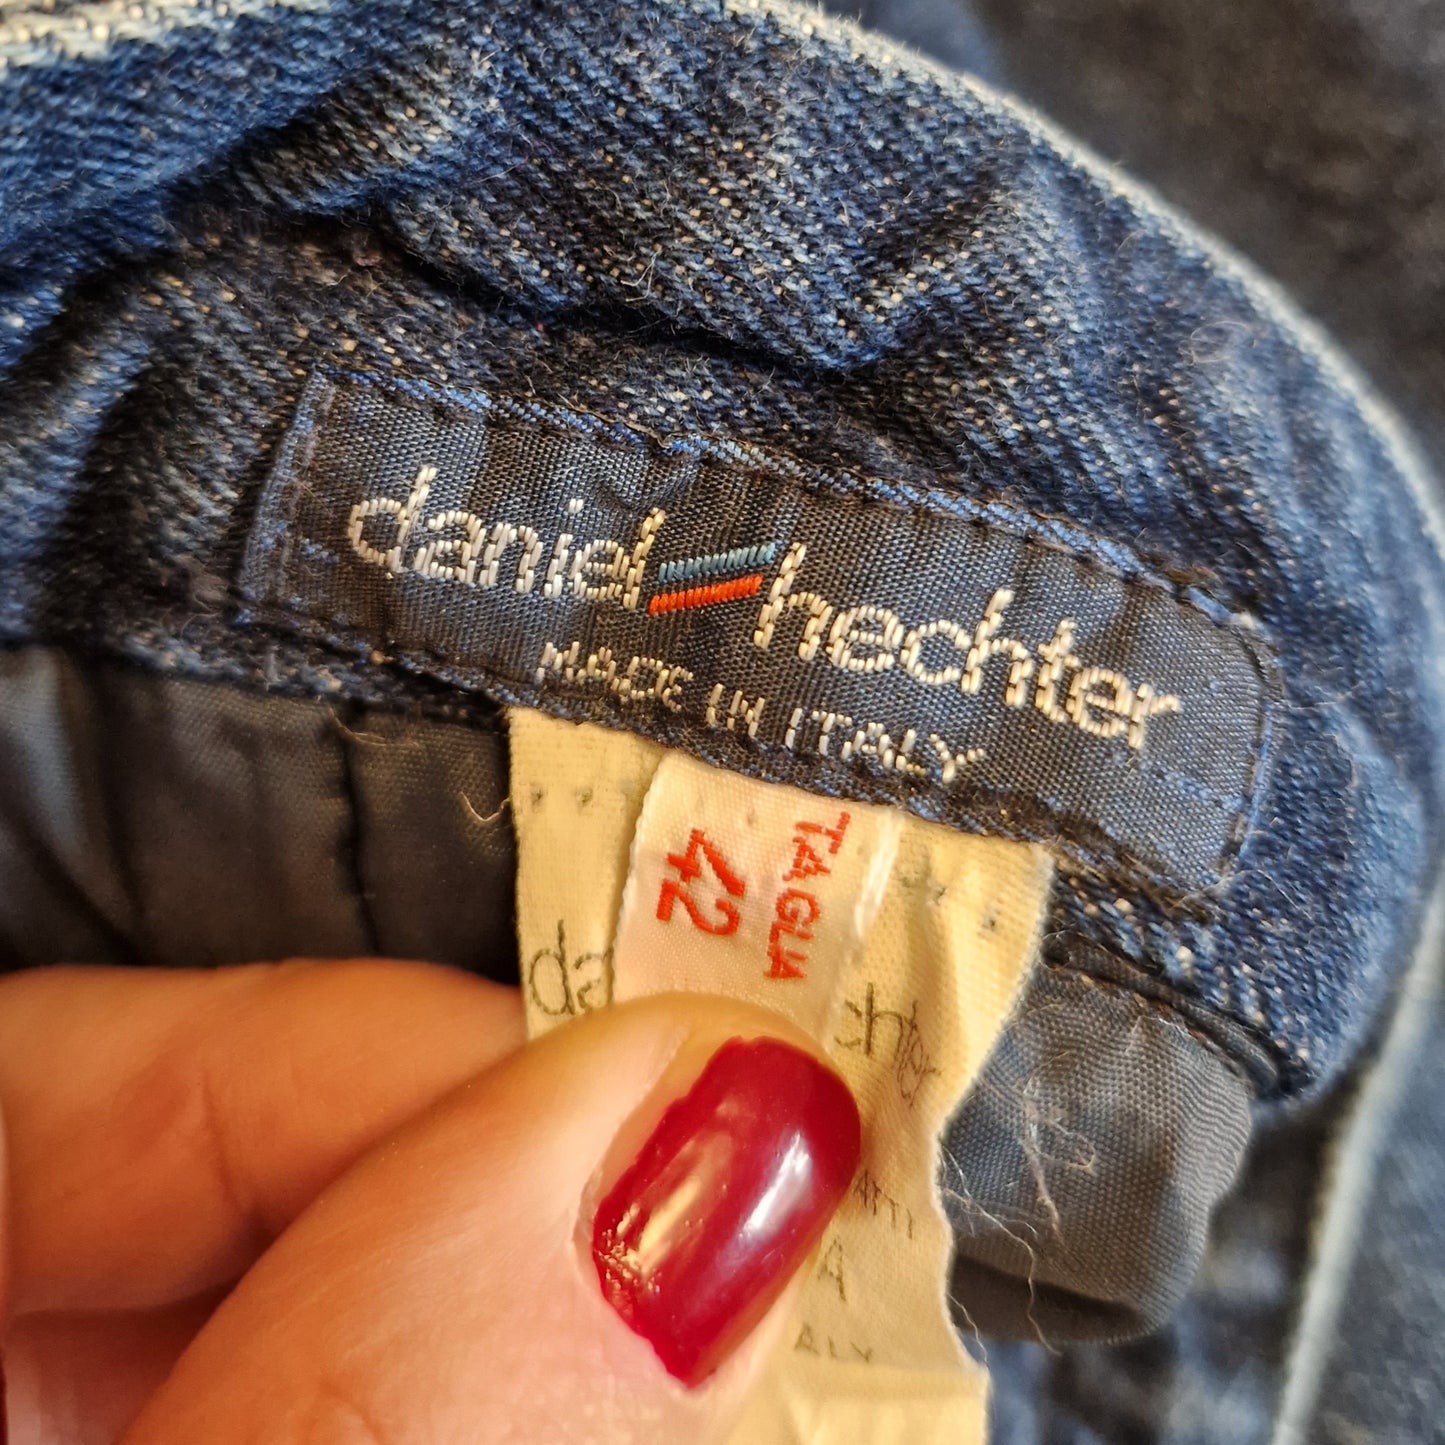 daniel hechter
MADE IN ITALY
TAGLIA
42